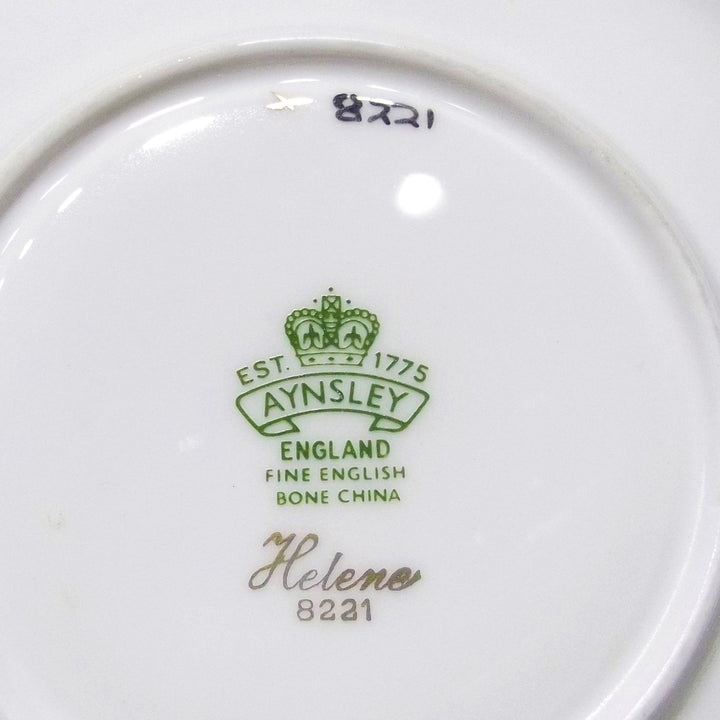 8221
EST. 1775
AYNSLEY
ENGLAND
FINE ENGLISH
BONE CHINA
Helene
8221